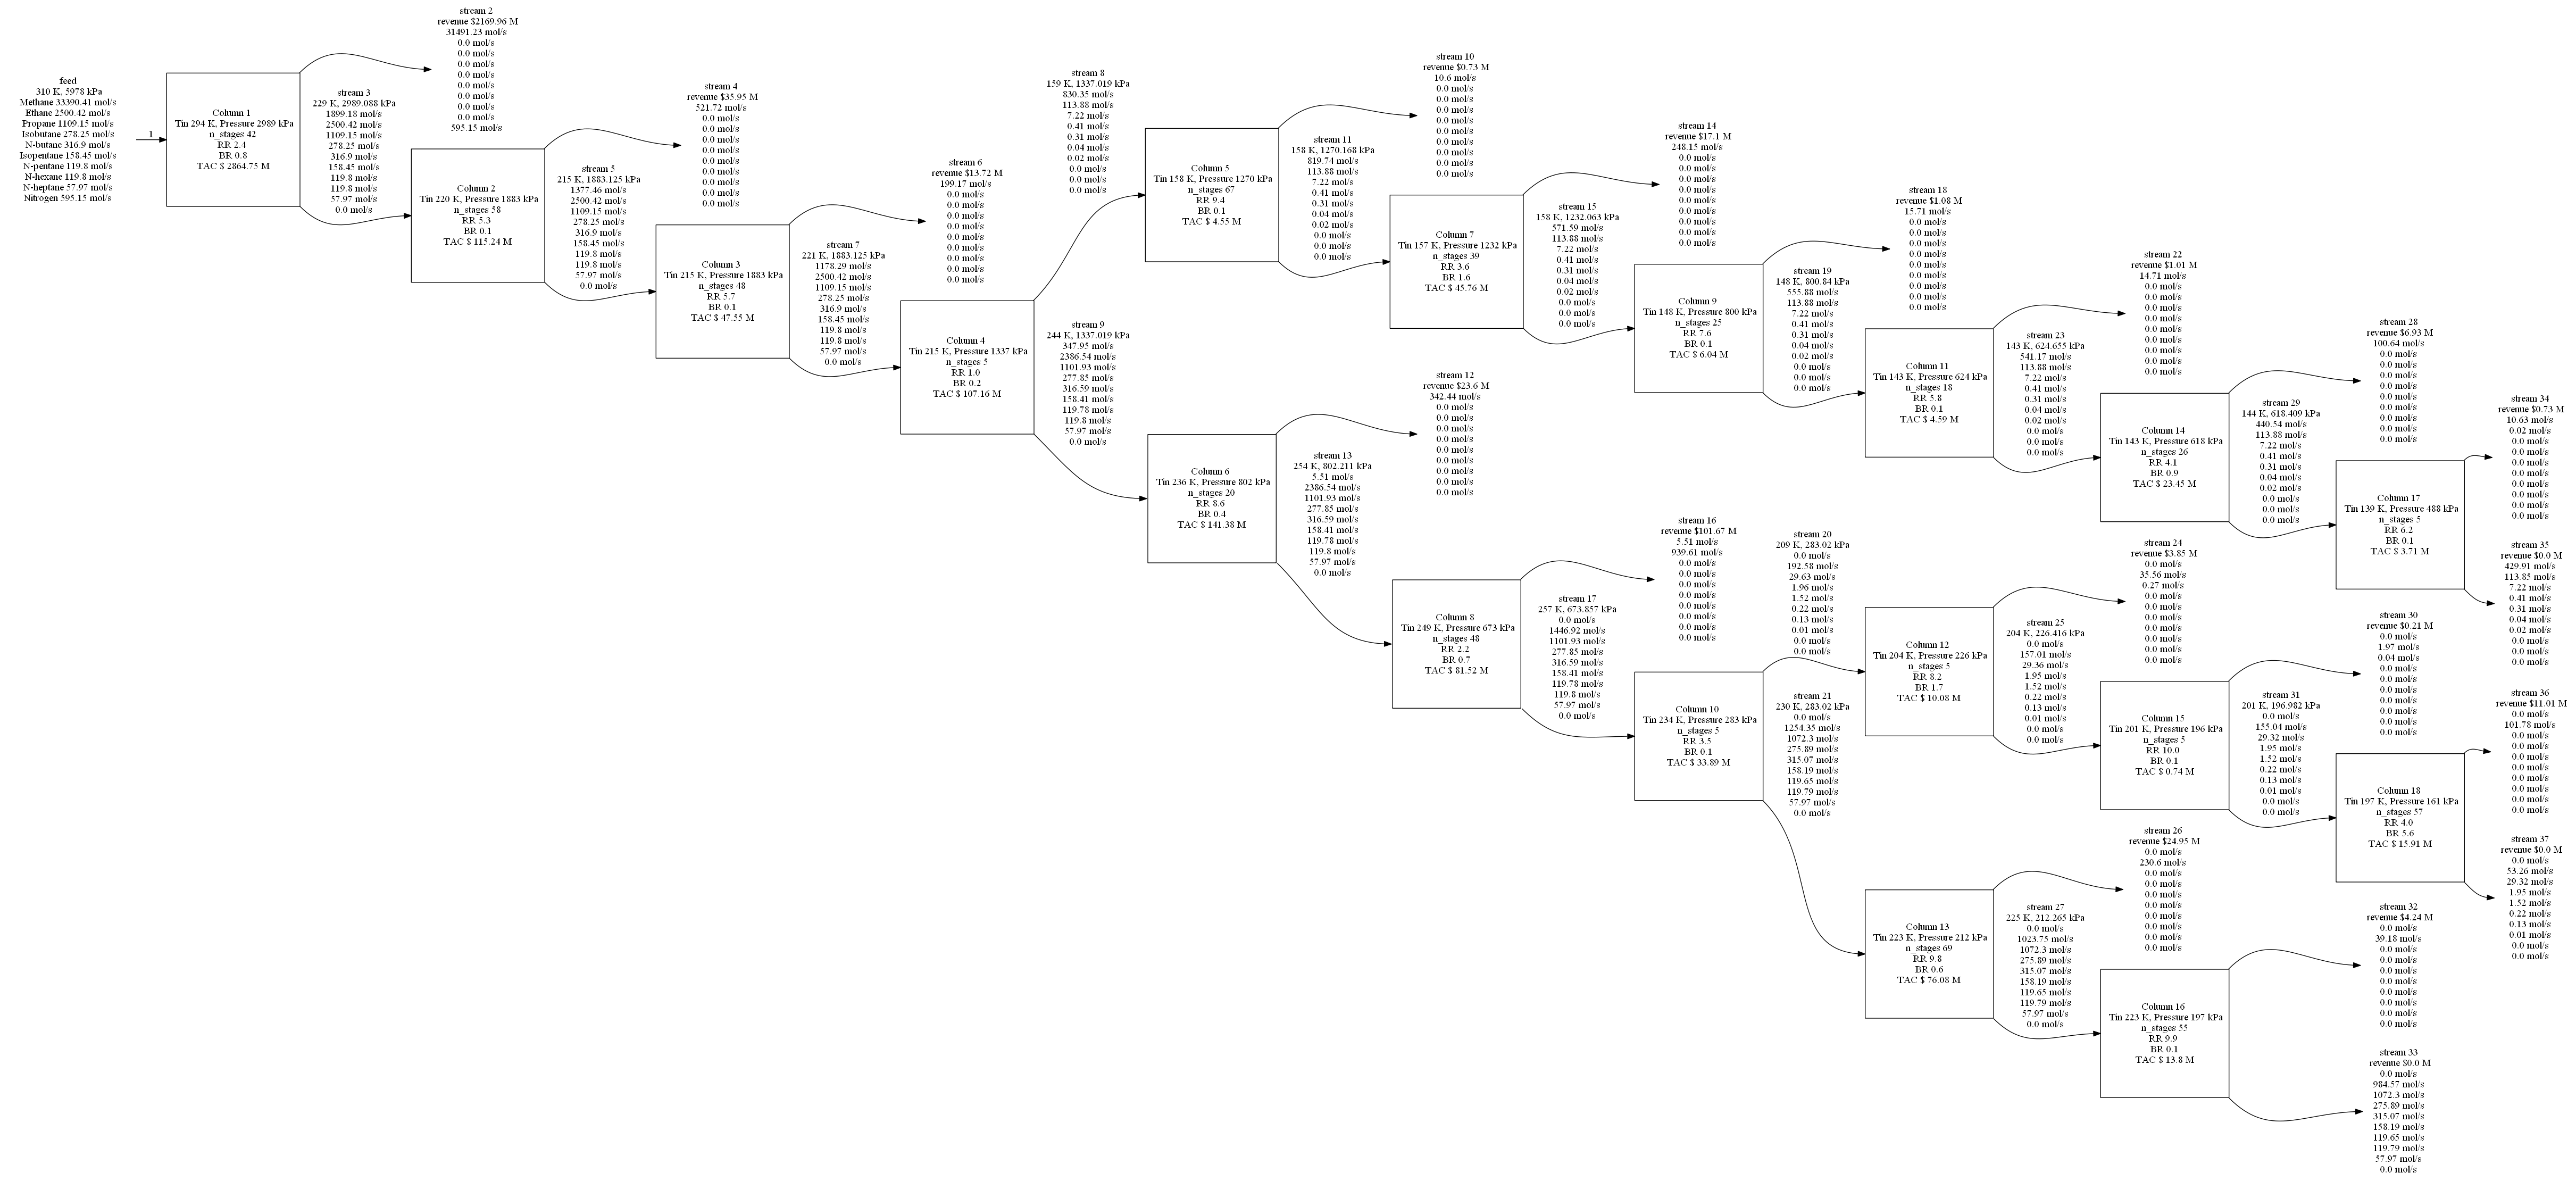 feed
310 K, 5978 kPa
Methane 33390.41 mol/s
Ethane 2500.42 mol/s
Propane 1109.15 mol/s
Isobutane 278.25 mol/s
N-butane 316.9 mol/s
Isopentane 158.45 mol/s
N-pentane 119.8 mol/s
N-hexane 119.8 mol/s
N-heptane 57.97 mol/s
Nitrogen 595.15 mol/s
1
Column 1
Tin 294 K, Pressure 2989 kPa
n_stages 42
RR 2.4
BR 0.8
TAC $ 2864.75 M
stream 2
revenue $2169.96 M
31491.23 mol/s
0.0 mol/s
0.0 mol/s
0.0 mol/s
0.0 mol/s
0.0 mol/s
0.0 mol/s
0.0 mol/s
0.0 mol/s
595.15 mol/s
stream 3
229 K, 2989.088 kPa
1899.18 mol/s
2500.42 mol/s
1109.15 mol/s
278.25 mol/s
316.9 mol/s
158.45 mol/s
119.8 mol/s
119.8 mol/s
57.97 mol/s
0.0 mol/s
Column 2
Tin 220 K, Pressure 1883 kPa
n_stages 58
RR 5.3
BR 0.1
TAC $ 115.24 M
stream 4
revenue $35.95 M
521.72 mol/s
0.0 mol/s
0.0 mol/s
0.0 mol/s
0.0 mol/s
0.0 mol/s
0.0 mol/s
0.0 mol/s
0.0 mol/s
0.0 mol/s
stream 5
215 K, 1883.125 kPa
1377.46 mol/s
2500.42 mol/s
1109.15 mol/s
278.25 mol/s
316.9 mol/s
158.45 mol/s
119.8 mol/s
119.8 mol/s
57.97 mol/s
0.0 mol/s
Column 3
Tin 215 K, Pressure 1883 kPa
n_stages 48
RR 5.7
BR 0.1
TAC $ 47.55 M
stream 6
revenue $13.72 M
199.17 mol/s
0.0 mol/s
0.0 mol/s
0.0 mol/s
0.0 mol/s
0.0 mol/s
0.0 mol/s
0.0 mol/s
0.0 mol/s
0.0 mol/s
stream 7
221 K, 1883.125 kPa
1178.29 mol/s
2500.42 mol/s
1109.15 mol/s
278.25 mol/s
316.9 mol/s
158.45 mol/s
119.8 mol/s
119.8 mol/s
57.97 mol/s
0.0 mol/s
Column 4
Tin 215 K, Pressure 1337 kPa
n_stages 5
RR 1.0
BR 0.2
TAC $ 107.16 M
stream 8
159 K, 1337.019 kPa
830.35 mol/s
113.88 mol/s
7.22 mol/s
0.41 mol/s
0.31 mol/s
0.04 mol/s
0.02 mol/s
0.0 mol/s
0.0 mol/s
0.0 mol/s
stream 9
244 K, 1337.019 kPa
347.95 mol/s
2386.54 mol/s
1101.93 mol/s
277.85 mol/s
316.59 mol/s
158.41 mol/s
119.78 mol/s
119.8 mol/s
57.97 mol/s
0.0 mol/s
Column 5
Tin 158 K, Pressure 1270 kPa
n_stages 67
RR 9.4
BR 0.1
TAC $ 4.55 M
stream 10
revenue $0.73 M
10.6 mol/s
0.0 mol/s
0.0 mol/s
0.0 mol/s
0.0 mol/s
0.0 mol/s
0.0 mol/s
0.0 mol/s
0.0 mol/s
0.0 mol/s
stream 11
158 K, 1270.168 kPa
819.74 mol/s
113.88 mol/s
7.22 mol/s
0.41 mol/s
0.31 mol/s
0.04 mol/s
0.02 mol/s
0.0 mol/s
0.0 mol/s
0.0 mol/s
Column 6
Tin 236 K, Pressure 802 kPa
n_stages 20
RR 8.6
BR 0.4
TAC $ 141.38 M
stream 12
revenue $23.6 M
342.44 mol/s
0.0 mol/s
0.0 mol/s
0.0 mol/s
0.0 mol/s
0.0 mol/s
0.0 mol/s
0.0 mol/s
0.0 mol/s
0.0 mol/s
stream 13
254 K, 802.211 kPa
5.51 mol/s
2386.54 mol/s
1101.93 mol/s
277.85 mol/s
316.59 mol/s
158.41 mol/s
119.78 mol/s
119.8 mol/s
57.97 mol/s
0.0 mol/s
Column 7
Tin 157 K, Pressure 1232 kPa
n_stages 39
RR 3.6
BR 1.6
TAC $ 45.76 M
stream 14
revenue $17.1 M
248.15 mol/s
0.0 mol/s
0.0 mol/s
0.0 mol/s
0.0 mol/s
0.0 mol/s
0.0 mol/s
0.0 mol/s
0.0 mol/s
0.0 mol/s
stream 15
158 K, 1232.063 kPa
571.59 mol/s
113.88 mol/s
7.22 mol/s
0.41 mol/s
0.31 mol/s
0.04 mol/s
0.02 mol/s
0.0 mol/s
0.0 mol/s
0.0 mol/s
Column 8
Tin 249 K, Pressure 673 kPa
n_stages 48
RR 2.2
BR 0.7
TAC $ 81.52 M
stream 16
revenue $101.67 M
5.51 mol/s
939.61 mol/s
0.0 mol/s
0.0 mol/s
0.0 mol/s
0.0 mol/s
0.0 mol/s
0.0 mol/s
0.0 mol/s
0.0 mol/s
stream 17
257 K, 673.857 kPa
0.0 mol/s
1446.92 mol/s
1101.93 mol/s
277.85 mol/s
316.59 mol/s
158.41 mol/s
119.78 mol/s
119.8 mol/s
57.97 mol/s
0.0 mol/s
Column 9
Tin 148 K, Pressure 800 kPa
n_stages 25
RR 7.6
BR 0.1
TAC $ 6.04 M
stream 18
revenue $1.08 M
15.71 mol/s
0.0 mol/s
0.0 mol/s
0.0 mol/s
0.0 mol/s
0.0 mol/s
0.0 mol/s
0.0 mol/s
0.0 mol/s
0.0 mol/s
stream 19
148 K, 800.84 kPa
555.88 mol/s
113.88 mol/s
7.22 mol/s
0.41 mol/s
0.31 mol/s
0.04 mol/s
0.02 mol/s
0.0 mol/s
0.0 mol/s
0.0 mol/s
Column 10
Tin 234 K, Pressure 283 kPa
n_stages 5
RR 3.5
BR 0.1
TAC $ 33.89 M
stream 20
209 K, 283.02 kPa
0.0 mol/s
192.58 mol/s
29.63 mol/s
1.96 mol/s
1.52 mol/s
0.22 mol/s
0.13 mol/s
0.01 mol/s
0.0 mol/s
0.0 mol/s
stream 21
230 K, 283.02 kPa
0.0 mol/s
1254.35 mol/s
1072.3 mol/s
275.89 mol/s
315.07 mol/s
158.19 mol/s
119.65 mol/s
119.79 mol/s
57.97 mol/s
0.0 mol/s
Column 11
Tin 143 K, Pressure 624 kPa
n_stages 18
RR 5.8
BR 0.1
TAC $ 4.59 M
stream 22
revenue $1.01 M
14.71 mol/s
0.0 mol/s
0.0 mol/s
0.0 mol/s
0.0 mol/s
0.0 mol/s
0.0 mol/s
0.0 mol/s
0.0 mol/s
0.0 mol/s
stream 23
143 K, 624.655 kPa
541.17 mol/s
113.88 mol/s
7.22 mol/s
0.41 mol/s
0.31 mol/s
0.04 mol/s
0.02 mol/s
0.0 mol/s
0.0 mol/s
0.0 mol/s
Column 12
Tin 204 K, Pressure 226 kPa
n_stages 5
RR 8.2
BR 1.7
TAC $ 10.08 M
stream 24
revenue $3.85 M
0.0 mol/s
35.56 mol/s
0.27 mol/s
0.0 mol/s
0.0 mol/s
0.0 mol/s
0.0 mol/s
0.0 mol/s
0.0 mol/s
0.0 mol/s
stream 25
204 K, 226.416 kPa
0.0 mol/s
157.01 mol/s
29.36 mol/s
1.95 mol/s
1.52 mol/s
0.22 mol/s
0.13 mol/s
0.01 mol/s
0.0 mol/s
0.0 mol/s
Column 13
Tin 223 K, Pressure 212 kPa
n_stages 69
RR 9.8
BR 0.6
TAC $ 76.08 M
stream 26
revenue $24.95 M
0.0 mol/s
230.6 mol/s
0.0 mol/s
0.0 mol/s
0.0 mol/s
0.0 mol/s
0.0 mol/s
0.0 mol/s
0.0 mol/s
0.0 mol/s
stream 27
225 K, 212.265 kPa
0.0 mol/s
1023.75 mol/s
1072.3 mol/s
275.89 mol/s
315.07 mol/s
158.19 mol/s
119.65 mol/s
119.79 mol/s
57.97 mol/s
0.0 mol/s
Column 14
Tin 143 K, Pressure 618 kPa
n_stages 26
RR 4.1
BR 0.9
TAC $ 23.45 M
stream 28
revenue $6.93 M
100.64 mol/s
0.0 mol/s
0.0 mol/s
0.0 mol/s
0.0 mol/s
0.0 mol/s
0.0 mol/s
0.0 mol/s
0.0 mol/s
0.0 mol/s
stream 29
144 K, 618.409 kPa
440.54 mol/s
113.88 mol/s
7.22 mol/s
0.41 mol/s
0.31 mol/s
0.04 mol/s
0.02 mol/s
0.0 mol/s
0.0 mol/s
0.0 mol/s
Column 15
Tin 201 K, Pressure 196 kPa
n_stages 5
RR 10.0
BR 0.1
TAC $ 0.74 M
stream 30
revenue $0.21 M
0.0 mol/s
1.97 mol/s
0.04 mol/s
0.0 mol/s
0.0 mol/s
0.0 mol/s
0.0 mol/s
0.0 mol/s
0.0 mol/s
0.0 mol/s
stream 31
201 K, 196.982 kPa
0.0 mol/s
155.04 mol/s
29.32 mol/s
1.95 mol/s
1.52 mol/s
0.22 mol/s
0.13 mol/s
0.01 mol/s
0.0 mol/s
0.0 mol/s
Column 16
Tin 223 K, Pressure 197 kPa
n_stages 55
RR 9.9
BR 0.1
TAC $ 13.8 M
stream 32
revenue $4.24 M
0.0 mol/s
39.18 mol/s
0.0 mol/s
0.0 mol/s
0.0 mol/s
0.0 mol/s
0.0 mol/s
0.0 mol/s
0.0 mol/s
0.0 mol/s
stream 33
revenue $0.0 M
0.0 mol/s
984.57 mol/s
1072.3 mol/s
275.89 mol/s
315.07 mol/s
158.19 mol/s
119.65 mol/s
119.79 mol/s
57.97 mol/s
0.0 mol/s
Column 17
Tin 139 K, Pressure 488 kPa
n_stages 5
RR 6.2
BR 0.1
TAC $ 3.71 M
stream 34
revenue $0.73 M
10.63 mol/s
0.02 mol/s
0.0 mol/s
0.0 mol/s
0.0 mol/s
0.0 mol/s
0.0 mol/s
0.0 mol/s
0.0 mol/s
0.0 mol/s
stream 35
revenue $0.0 M
429.91 mol/s
113.85 mol/s
7.22 mol/s
0.41 mol/s
0.31 mol/s
0.04 mol/s
0.02 mol/s
0.0 mol/s
0.0 mol/s
0.0 mol/s
Column 18
Tin 197 K, Pressure 161 kPa
n_stages 57
RR 4.0
BR 5.6
TAC $ 15.91 M
stream 36
revenue $11.01 M
0.0 mol/s
101.78 mol/s
0.0 mol/s
0.0 mol/s
0.0 mol/s
0.0 mol/s
0.0 mol/s
0.0 mol/s
0.0 mol/s
0.0 mol/s
stream 37
revenue $0.0 M
0.0 mol/s
53.26 mol/s
29.32 mol/s
1.95 mol/s
1.52 mol/s
0.22 mol/s
0.13 mol/s
0.01 mol/s
0.0 mol/s
0.0 mol/s